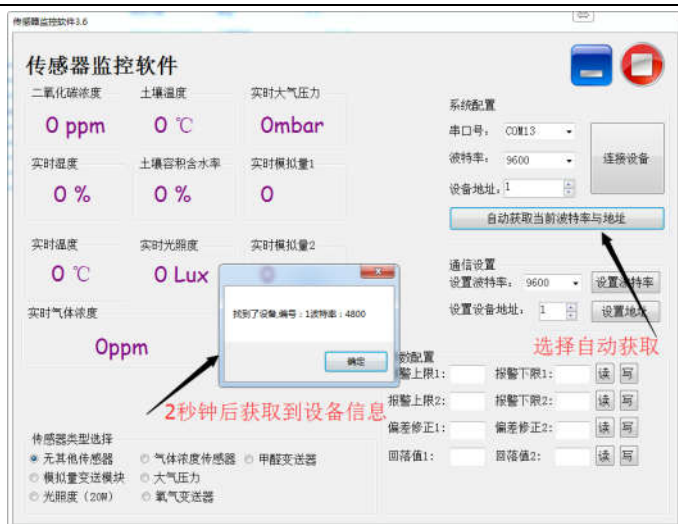 传感器监控软件3.6
传感器监控软件
二氧化碳浓度 土壤温度 实时大气压力
0 ppm 0 ℃ 0mbar
实时湿度 土壤容积含水率 实时模拟量1
0 % 0 % 0
实时温度 实时光照度 实时模拟量2
0 ℃ 0 Lux 0
实时气体浓度
0ppm
系统配置
串口号: COM13
波特率: 9600
设备地址: 1
连接设备
自动获取当前波特率与地址
通信设置
设置波特率: 9600 设置波特率
设置设备地址: 1 设置地址
找到了设备,编号:1波特率:4800
确定
选择自动获取
2秒钟后获取到设备信息
数配置
警上限1: 报警下限1: 读 写
报警上限2: 报警下限2: 读 写
偏差修正1: 偏差修正2: 读 写
回落值1: 回落值2: 读 写
传感器类型选择
无其他传感器 气体浓度传感器 甲醛变送器
模拟量变送模块 大气压力
光照度(20W) 氧气变送器